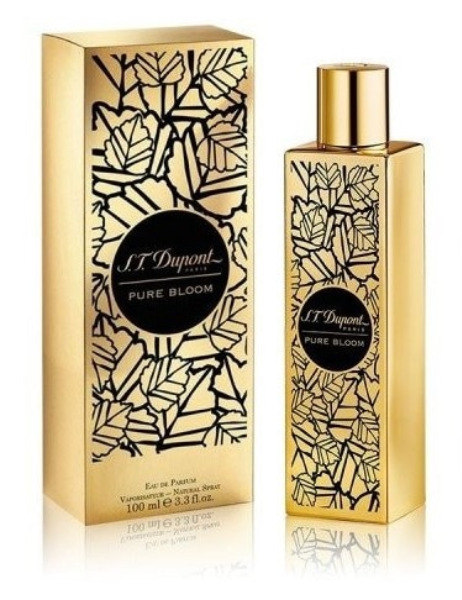 S.T. Dupont
PARIS
PURE BLOOM
EAU DE PARFUM
VAPORISATEUR – NATURAL SPRAY
100 ml e 3.3 fl.oz.
S.T. Dupont
PARIS
PURE BLOOM